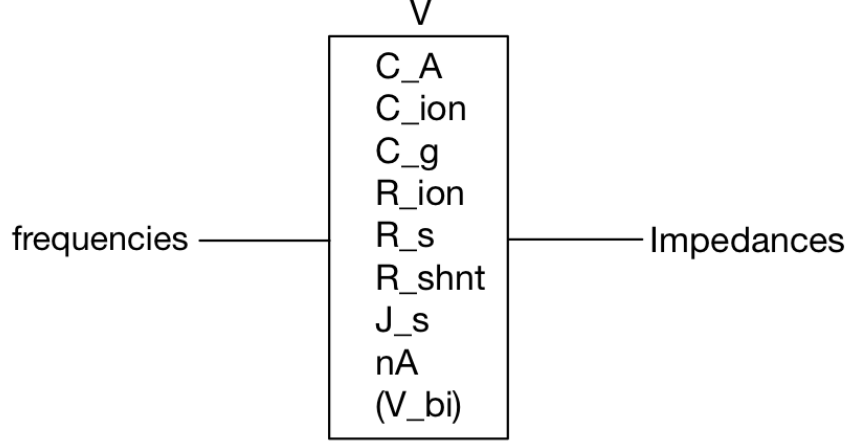 V
C_A
C_ion
C_g
R_ion
frequencies
R_s
Impedances
R_shnt
J_s
nA
(V_bi)